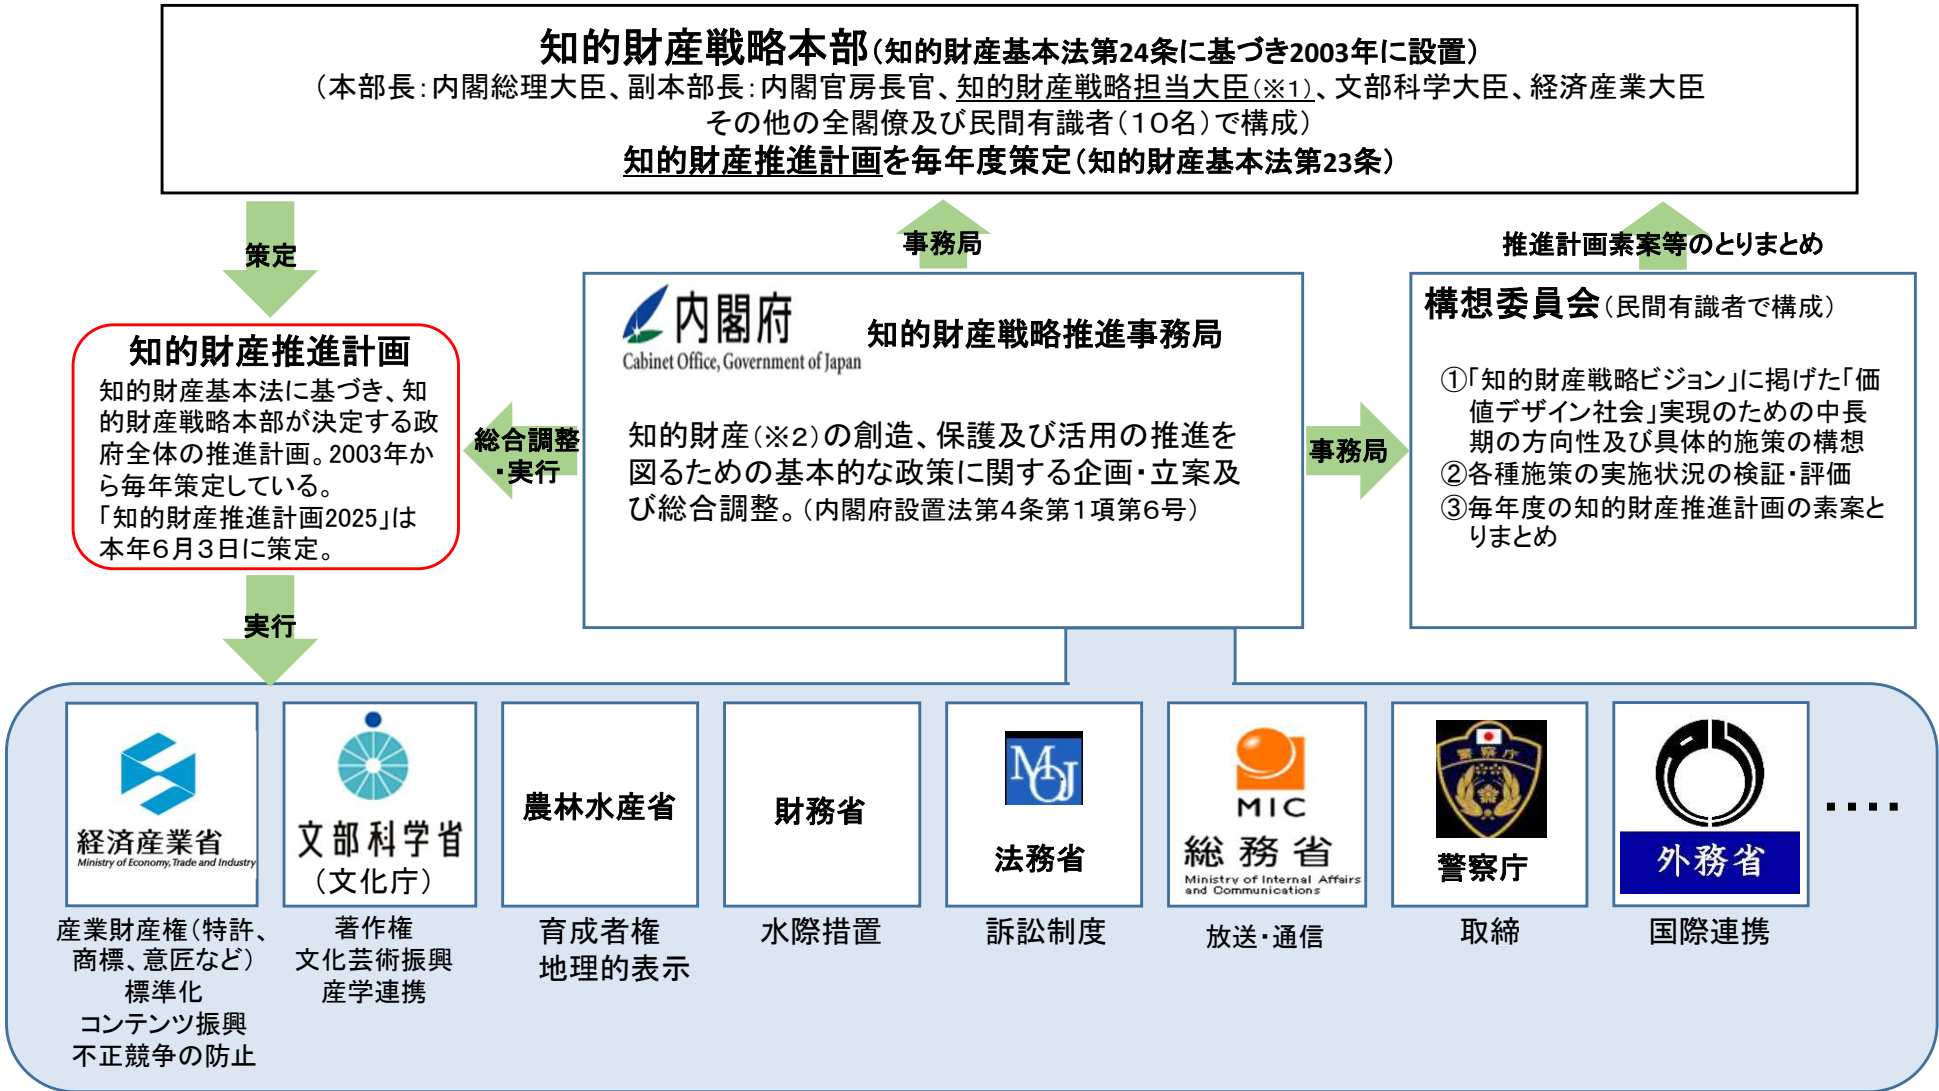 知的財産戦略本部(知的財産基本法第24条に基づき2003年に設置)
(本部長:内閣総理大臣、副本部長:内閣官房長官、知的財産戦略担当大臣(※1)、文部科学大臣、経済産業大臣
その他の全閣僚及び民間有識者(10名)で構成)
知的財産推進計画を毎年度策定(知的財産基本法第23条)
策定
事務局
推進計画素案等のとりまとめ
知的財産推進計画
知的財産基本法に基づき、知
的財産戦略本部が決定する政
府全体の推進計画。2003年か
ら毎年策定している。
「知的財産推進計画2025」は
本年6月3日に策定。
総合調整
・実行
内閣府
Cabinet Office, Government of Japan
知的財産戦略推進事務局
知的財産(※2)の創造、保護及び活用の推進を
図るための基本的な政策に関する企画・立案及
び総合調整。(内閣府設置法第4条第1項第6号)
事務局
構想委員会(民間有識者で構成)
①「知的財産戦略ビジョン」に掲げた「価
値デザイン社会」実現のための中長
期の方向性及び具体的施策の構想
②各種施策の実施状況の検証・評価
③毎年度の知的財産推進計画の素案と
りまとめ
実行
経済産業省
Ministry of Economy, Trade and Industry
産業財産権(特許、
商標、意匠など)
標準化
コンテンツ振興
不正競争の防止
文部科学省
(文化庁)
著作権
文化芸術振興
産学連携
農林水産省
育成者権
地理的表示
財務省
水際措置
MOJ
法務省
訴訟制度
MIC
総務省
Ministry of Internal Affairs
and Communications
放送・通信
警察庁
警察庁
取締
外務省
国際連携
････